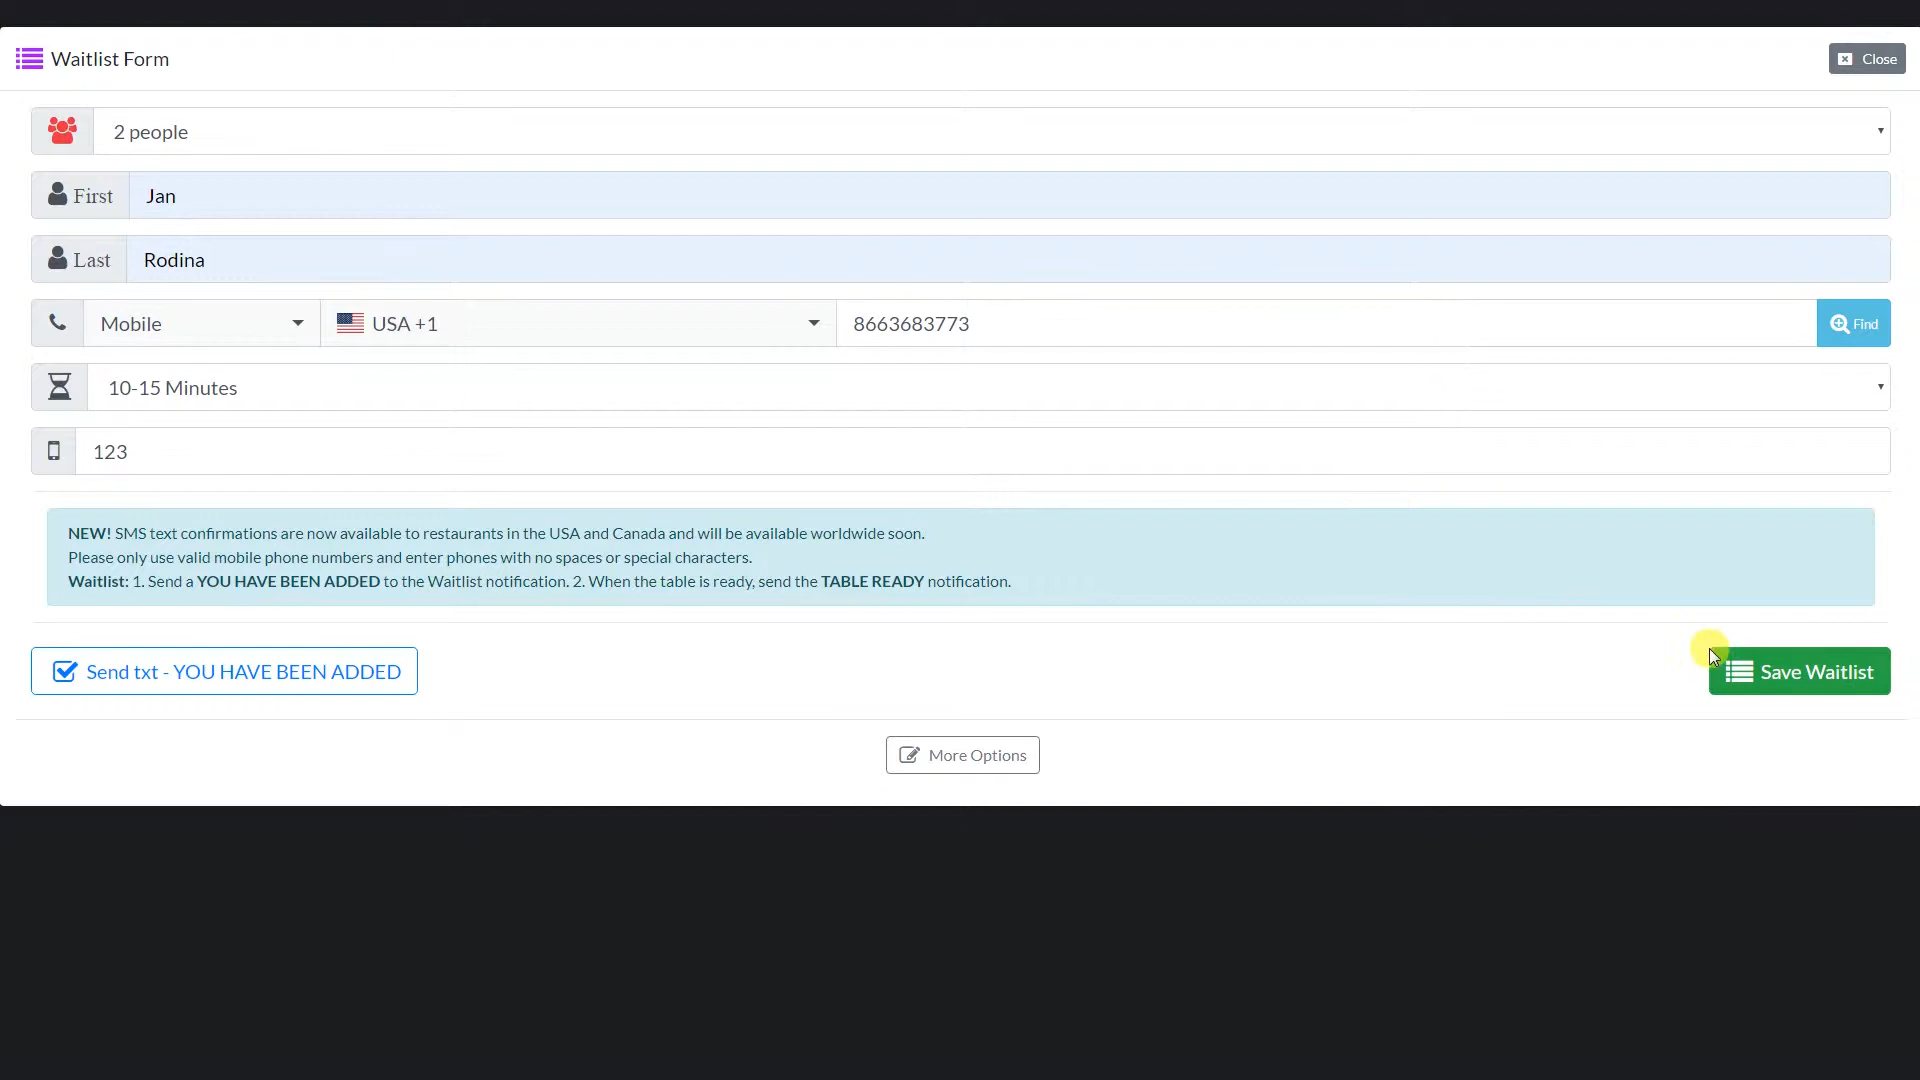 Waitlist Form
Close
2 people
First Jan
Last Rodina
Mobile USA +1 8663683773 Find
10-15 Minutes
123
NEW! SMS text confirmations are now available to restaurants in the USA and Canada and will be available worldwide soon.
Please only use valid mobile phone numbers and enter phones with no spaces or special characters.
Waitlist: 1. Send a YOU HAVE BEEN ADDED to the Waitlist notification. 2. When the table is ready, send the TABLE READY notification.
Send txt - YOU HAVE BEEN ADDED
Save Waitlist
More Options